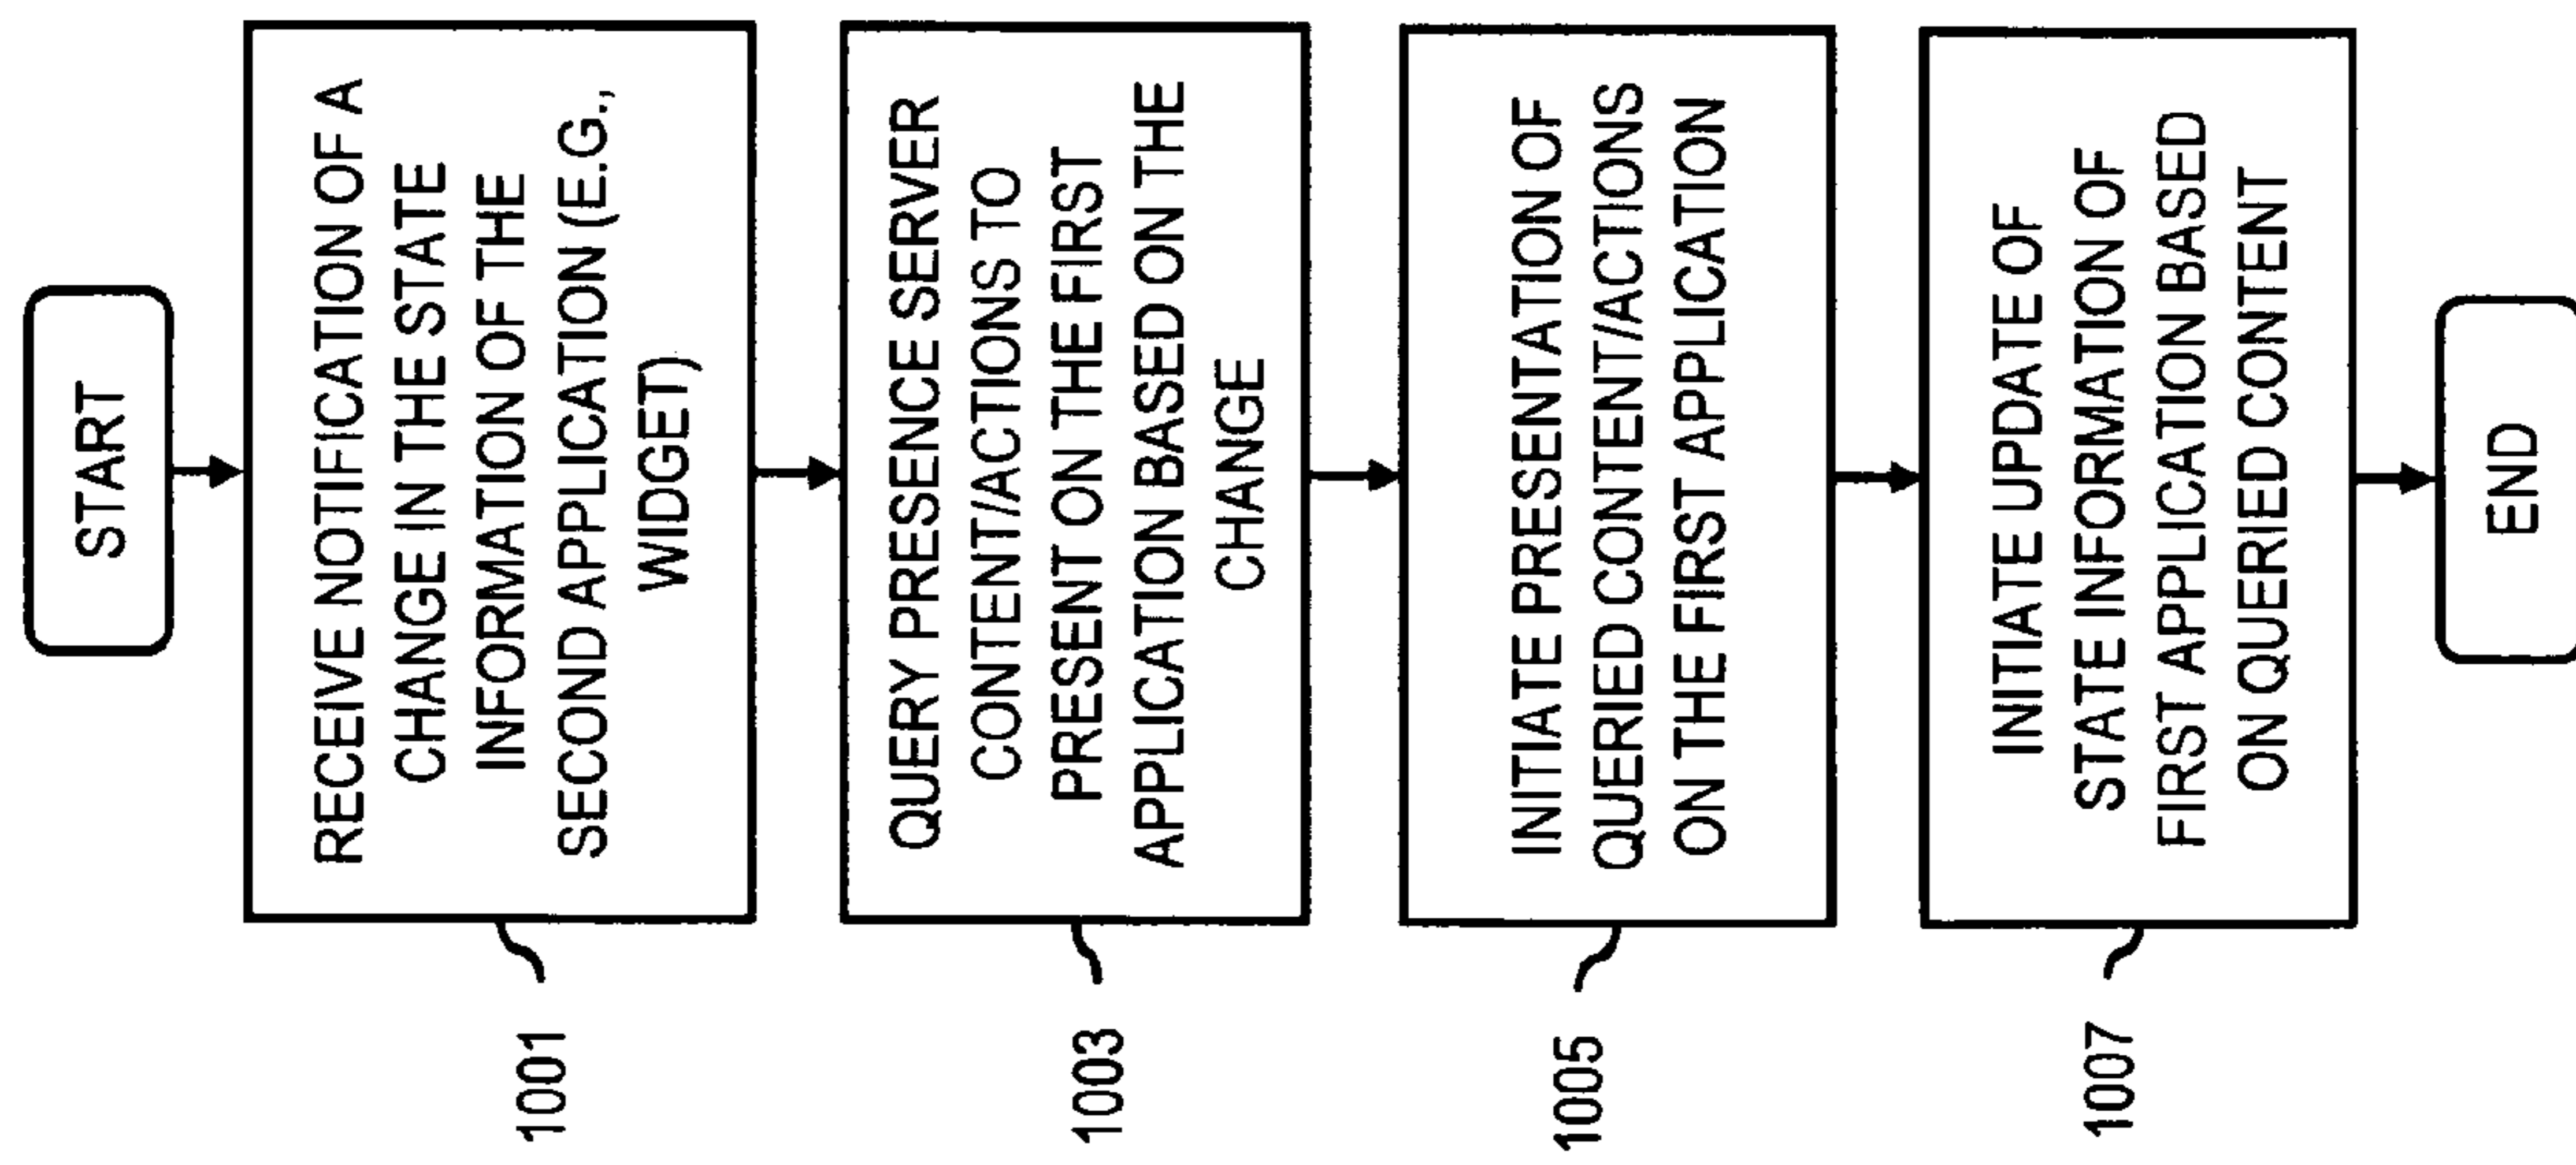 START
RECEIVE NOTIFICATION OF A
CHANGE IN THE STATE
INFORMATION OF THE
SECOND APPLICATION (E.G.,
WIDGET)
1001
QUERY PRESENCE SERVER
CONTENT/ACTIONS TO
PRESENT ON THE FIRST
APPLICATION BASED ON THE
CHANGE
1003
INITIATE PRESENTATION OF
QUERIED CONTENT/ACTIONS
ON THE FIRST APPLICATION
1005
INITIATE UPDATE OF
STATE INFORMATION OF
FIRST APPLICATION BASED
ON QUERIED CONTENT
1007
END